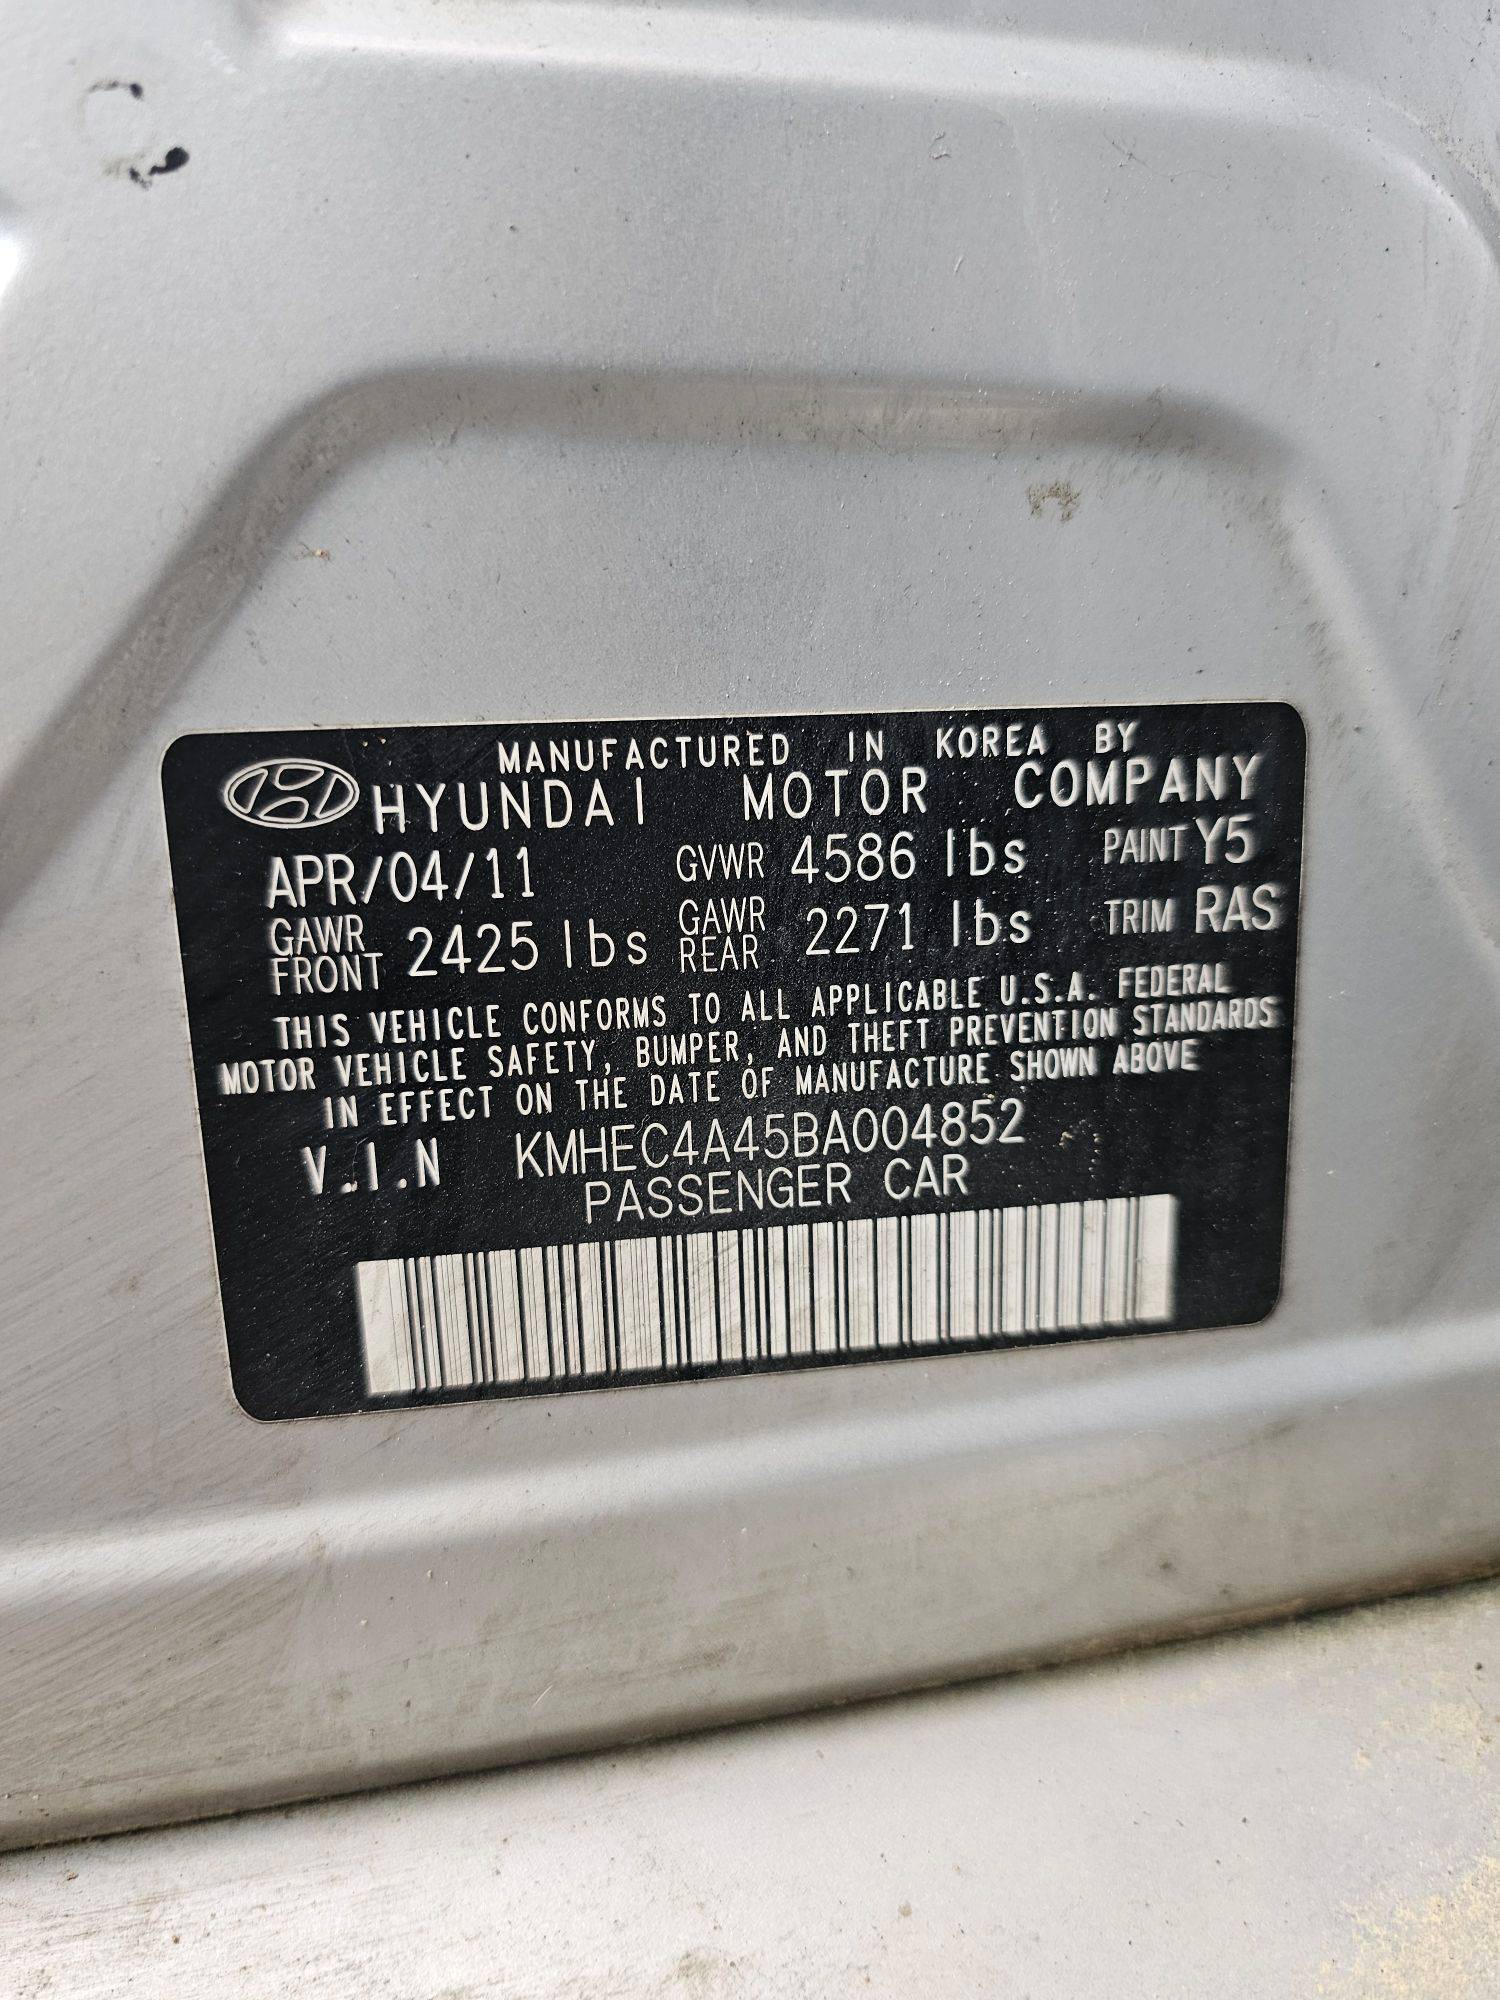 MANUFACTURED IN KOREA BY
HYUNDAI MOTOR COMPANY
APR/04/11 GVWR 4586 lbs PAINT Y5
GAWR FRONT 2425 lbs GAWR REAR 2271 lbs TRIM RAS
THIS VEHICLE CONFORMS TO ALL APPLICABLE U.S.A. FEDERAL
MOTOR VEHICLE SAFETY, BUMPER, AND THEFT PREVENTION STANDARDS
IN EFFECT ON THE DATE OF MANUFACTURE SHOWN ABOVE
V.I.N KMHEC4A45BA004852
PASSENGER CAR